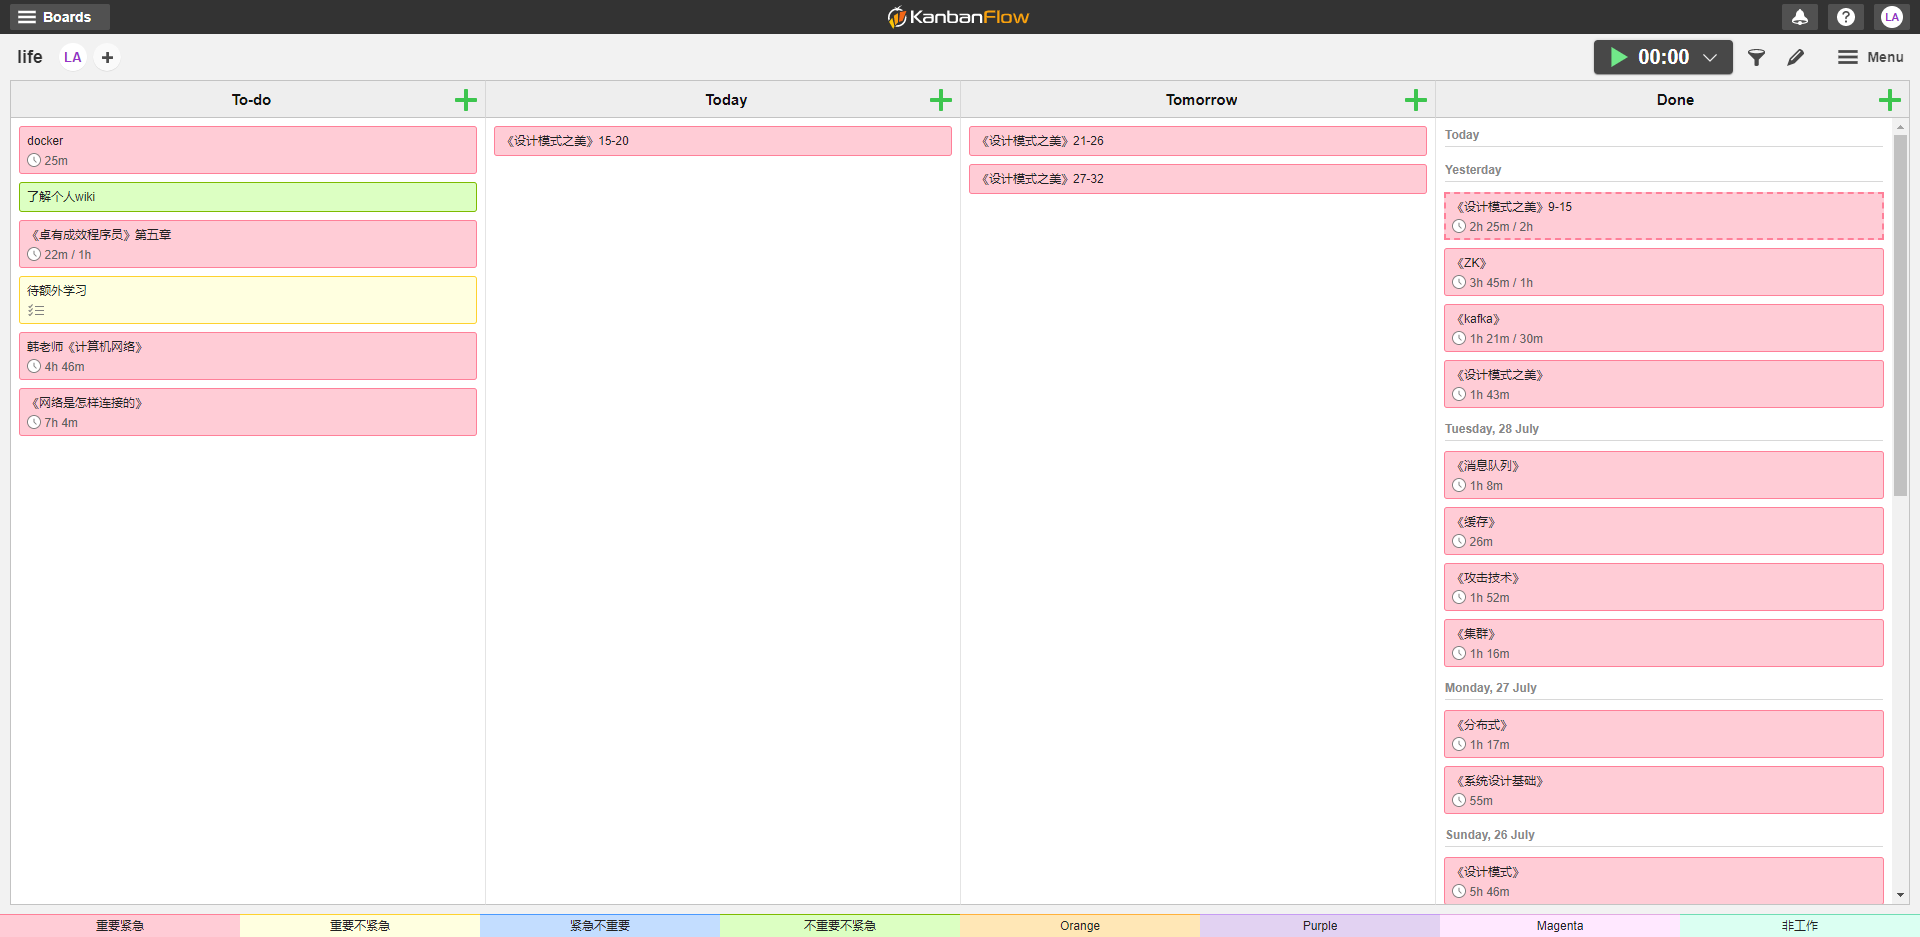 Boards
KanbanFlow
LA
life
LA
00:00
Menu
To-do
docker
25m
了解个人wiki
《卓有成效程序员》第五章
22m / 1h
待额外学习
韩老师《计算机网络》
4h 46m
《网络是怎样连接的》
7h 4m
Today
《设计模式之美》15-20
Tomorrow
《设计模式之美》21-26
《设计模式之美》27-32
Done
Today
Yesterday
《设计模式之美》9-15
2h 25m / 2h
《ZK》
3h 45m / 1h
《kafka》
1h 21m / 30m
《设计模式之美》
1h 43m
Tuesday, 28 July
《消息队列》
1h 8m
《缓存》
26m
《攻击技术》
1h 52m
《集群》
1h 16m
Monday, 27 July
《分布式》
1h 17m
《系统设计基础》
55m
Sunday, 26 July
《设计模式》
5h 46m
重要紧急
重要不紧急
紧急不重要
不重要不紧急
Orange
Purple
Magenta
非工作